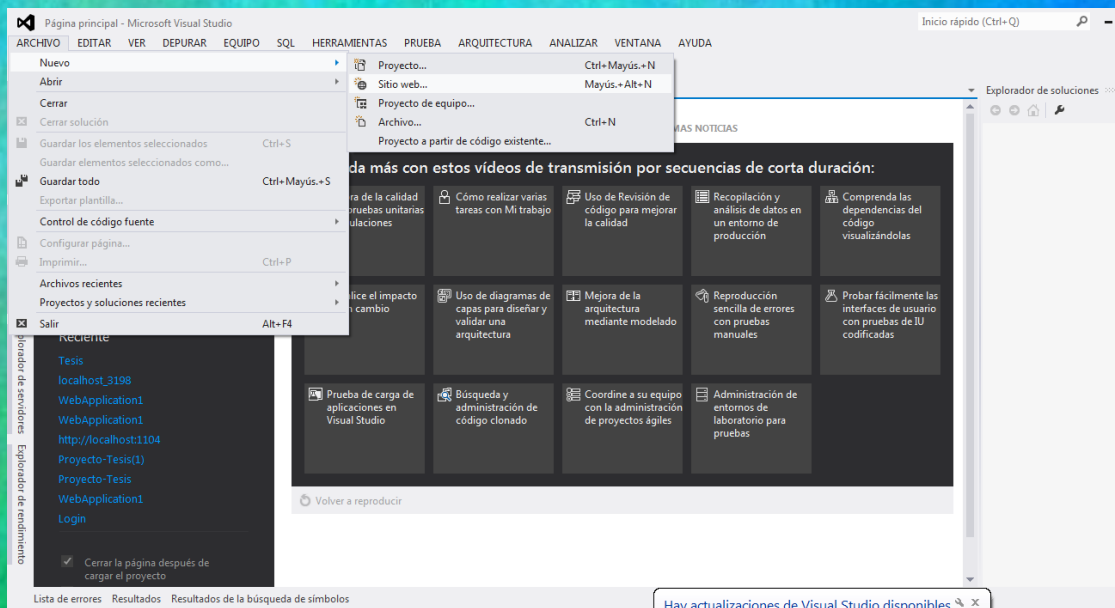 Página principal - Microsoft Visual Studio
Inicio rápido (Ctrl+Q)
ARCHIVO EDITAR VER DEPURAR EQUIPO SQL HERRAMIENTAS PRUEBA ARQUITECTURA ANALIZAR VENTANA AYUDA
Nuevo
Abrir
Cerrar
Cerrar solución
Guardar los elementos seleccionados Ctrl+S
Guardar elementos seleccionados como...
Guardar todo Ctrl+Mayús.+S
Exportar plantilla...
Control de código fuente
Configurar página...
Imprimir... Ctrl+P
Archivos recientes
Proyectos y soluciones recientes
Salir Alt+F4
Proyecto... Ctrl+Mayús.+N
Sitio web... Mayús.+Alt+N
Proyecto de equipo...
Archivo... Ctrl+N
Proyecto a partir de código existente...
Explorador de soluciones
NOTICIAS
más con estos vídeos de transmisión por secuencias de corta duración:
de la calidad
pruebas unitarias
Cómo realizar varias
tareas con Mi trabajo
Uso de Revisión de
código para mejorar
la calidad
Recopilación y
análisis de datos en
un entorno de
producción
Comprenda las
dependencias del
código
visualizándolas
el impacto
cambio
Uso de diagramas de
capas para diseñar y
validar una
arquitectura
Mejora de la
arquitectura
mediante modelado
Reproducción
sencilla de errores
con pruebas
manuales
Probar fácilmente las
interfaces de usuario
con pruebas de IU
codificadas
Prueba de carga de
aplicaciones en
Visual Studio
Búsqueda y
administración de
código clonado
Coordine a su equipo
con la administración
de proyectos ágiles
Administración de
entornos de
laboratorio para
pruebas
Volver a reproducir
Reciente
Tesis
localhost_3198
WebApplication1
WebApplication1
http://localhost:1104
Proyecto-Tesis(1)
Proyecto-Tesis
WebApplication1
Login
Cerrar la página después de
cargar el proyecto
de servidores
Explorador de rendimiento
Lista de errores Resultados Resultados de la búsqueda de símbolos
Hay actualizaciones de Visual Studio disponibles